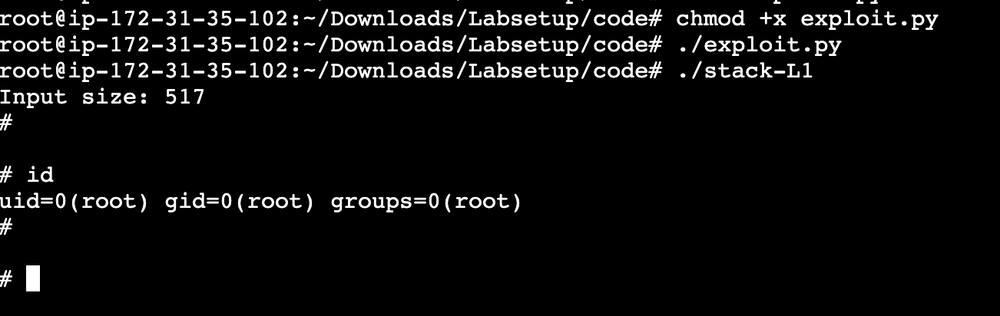 root@ip-172-31-35-102:~/Downloads/Labsetup/code# chmod +x exploit.py
root@ip-172-31-35-102:~/Downloads/Labsetup/code# ./exploit.py
root@ip-172-31-35-102:~/Downloads/Labsetup/code# ./stack-L1
Input size: 517
#
# id
uid=0(root) gid=0(root) groups=0(root)
#
#